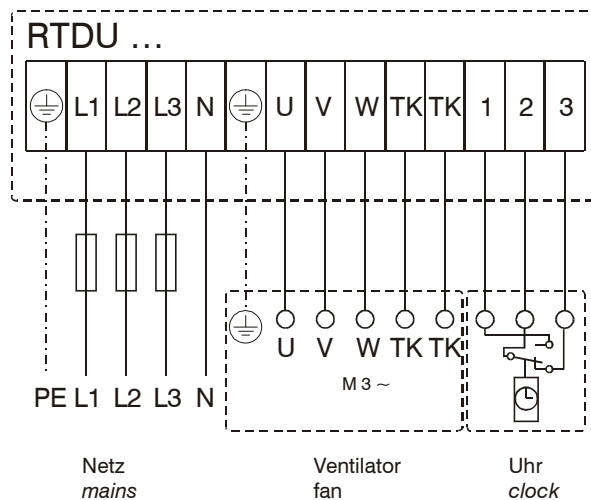 RTDU ...
L1 L2 L3 N U V W TK TK 1 2 3
U V W TK TK
M 3 ~
PE L1 L2 L3 N
Netz Ventilator Uhr
mains fan clock